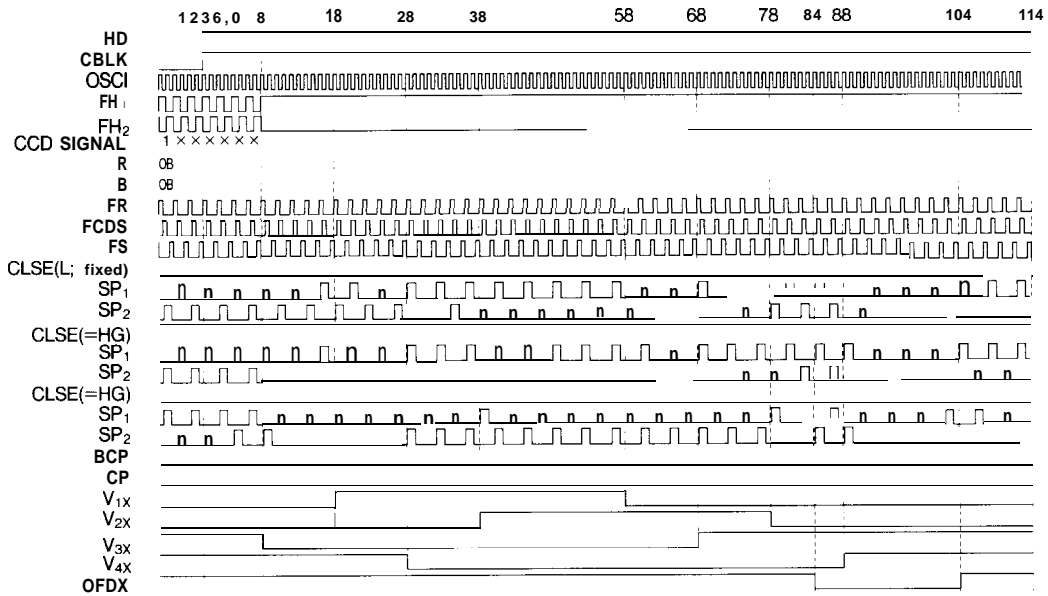 1 2 3 6 , 0 8 18 28 38 58 68 78 84 88 104 114
HD
CBLK
OSCI
FH1
FH2
CCD SIGNAL 1 × × × × × ×
R OB
B OB
FR
FCDS
FS
CLSE(L; fixed)
SP1 n n n n n n n n n n n n
SP2 n n n n n n n n
CLSE(=HG)
SP1 n n n n n n n n n n n n n
SP2 n n n n
CLSE(=HG)
SP1 n n n n n n n n n n n n n n n n n n n n n
SP2 n n
BCP
CP
V1X
V2X
V3X
V4X
OFDX